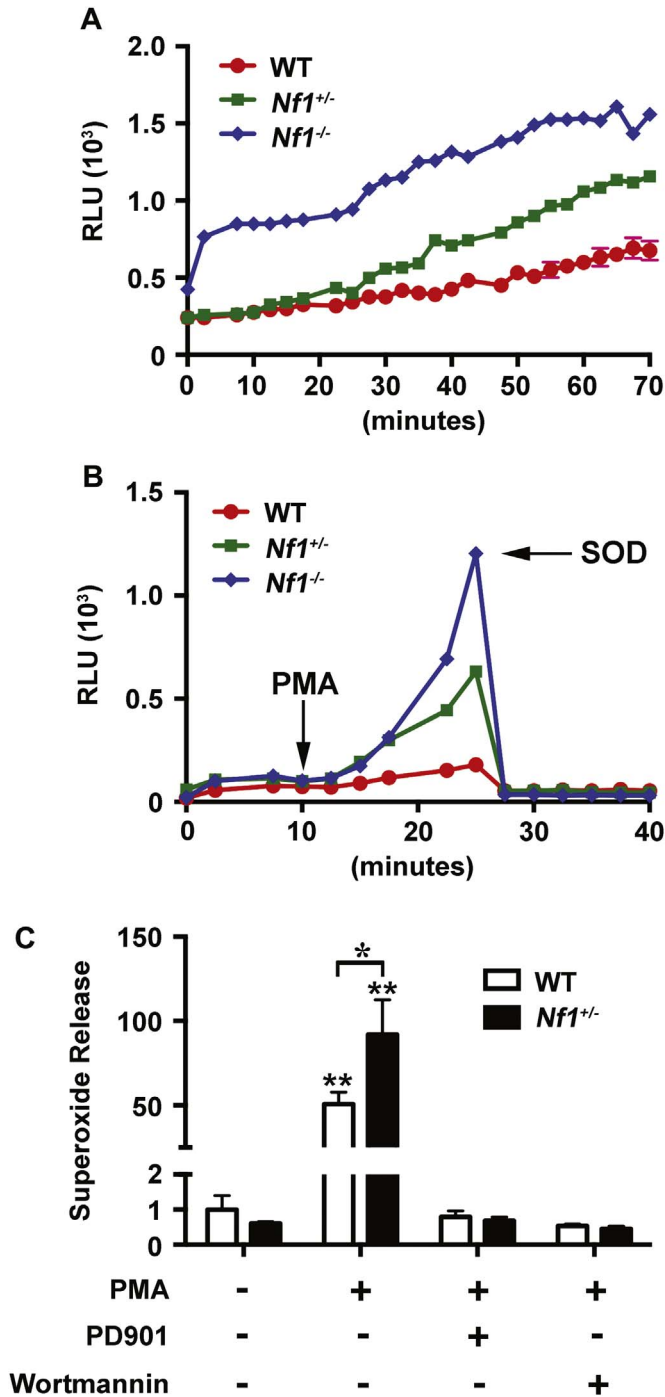 A
RLU (10³)
2.0
1.5
1.0
0.5
0
WT
Nf1+/-
Nf1-/-
0 10 20 30 40 50 60 70
(minutes)
B
RLU (10³)
1.5
1.0
0.5
0
WT
Nf1+/-
Nf1-/-
PMA
SOD
0 10 20 30 40
(minutes)
C
Superoxide Release
150
100
50
2
1
0
*
**
**
WT
Nf1+/-
PMA - + + +
PD901 - - + -
Wortmannin - - - +